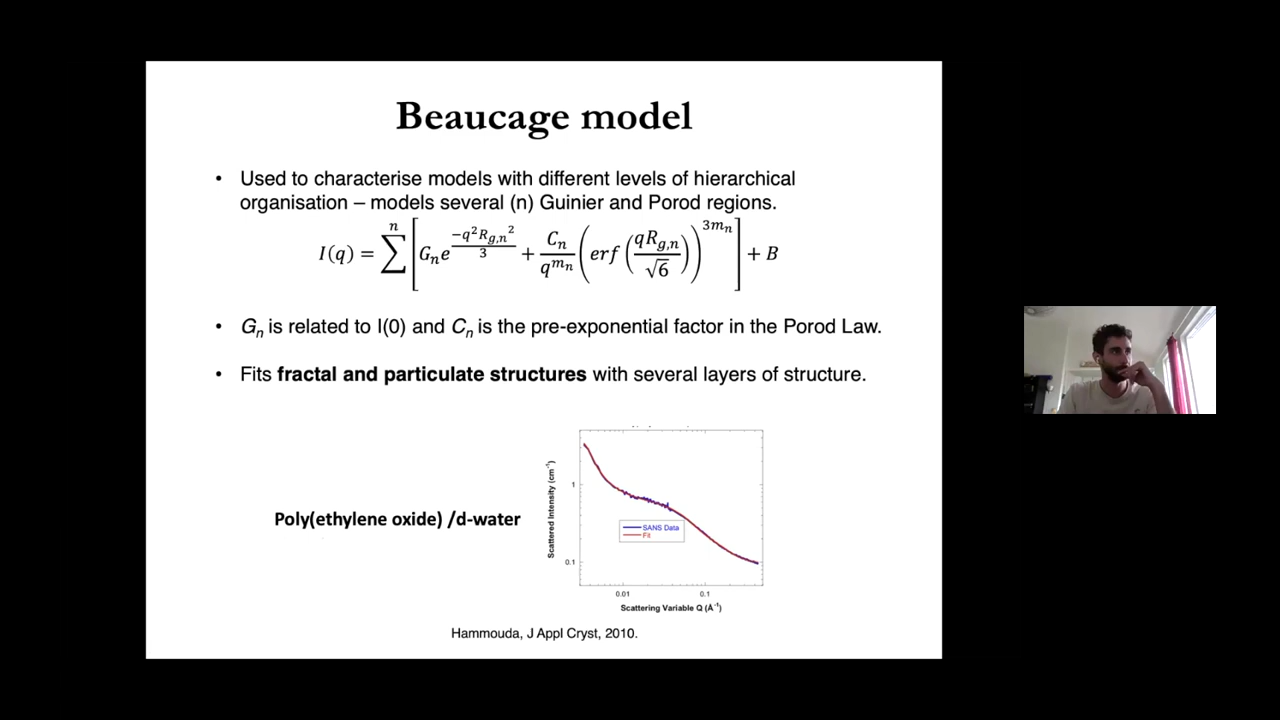 Beaucage model
• Used to characterise models with different levels of hierarchical
organisation – models several (n) Guinier and Porod regions.
I(q) = ∑ⁿ [ Gₙe^(−q²R_{g,n}²/3) + Cₙ/q^{mₙ} ( erf ( qR_{g,n}/√6 ) )^{3mₙ} ] + B
• Gₙ is related to I(0) and Cₙ is the pre-exponential factor in the Porod Law.
• Fits fractal and particulate structures with several layers of structure.
Poly(ethylene oxide) /d-water
Scattered Intensity (cm⁻¹)
1
0.1
SANS Data
Fit
0.01 0.1
Scattering Variable Q (Å⁻¹)
Hammouda, J Appl Cryst, 2010.